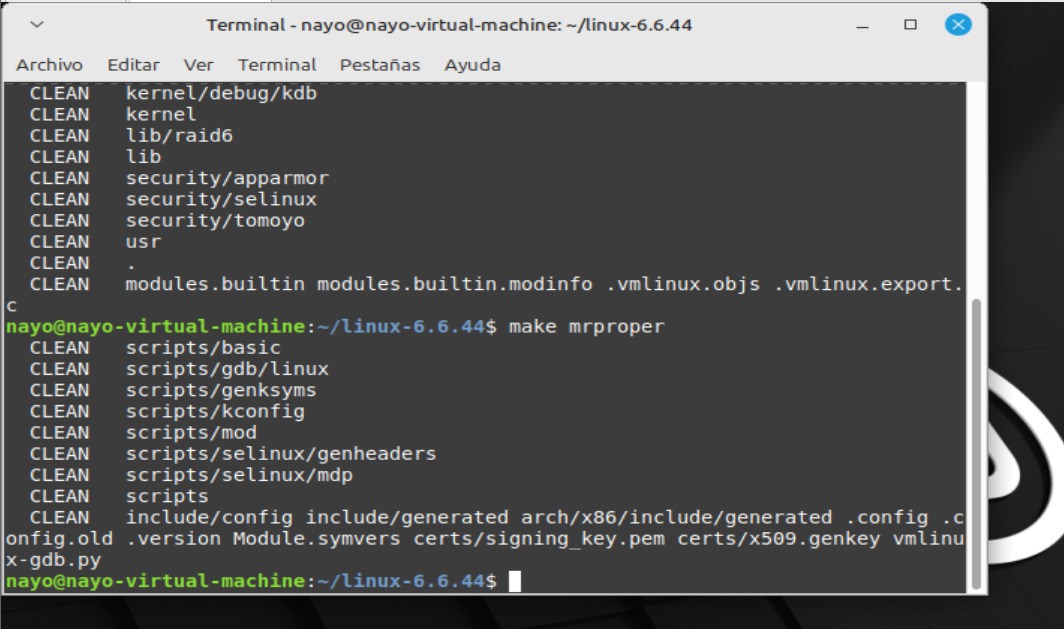 Terminal - nayo@nayo-virtual-machine: ~/linux-6.6.44
Archivo Editar Ver Terminal Pestañas Ayuda
CLEAN kernel/debug/kdb
CLEAN kernel
CLEAN lib/raid6
CLEAN lib
CLEAN security/apparmor
CLEAN security/selinux
CLEAN security/tomoyo
CLEAN usr
CLEAN .
CLEAN modules.builtin modules.builtin.modinfo .vmlinux.objs .vmlinux.export.
c
nayo@nayo-virtual-machine:~/linux-6.6.44$ make mrproper
CLEAN scripts/basic
CLEAN scripts/gdb/linux
CLEAN scripts/genksyms
CLEAN scripts/kconfig
CLEAN scripts/mod
CLEAN scripts/selinux/genheaders
CLEAN scripts/selinux/mdp
CLEAN scripts
CLEAN include/config include/generated arch/x86/include/generated .config .c
onfig.old .version Module.symvers certs/signing_key.pem certs/x509.genkey vmlinu
x-gdb.py
nayo@nayo-virtual-machine:~/linux-6.6.44$